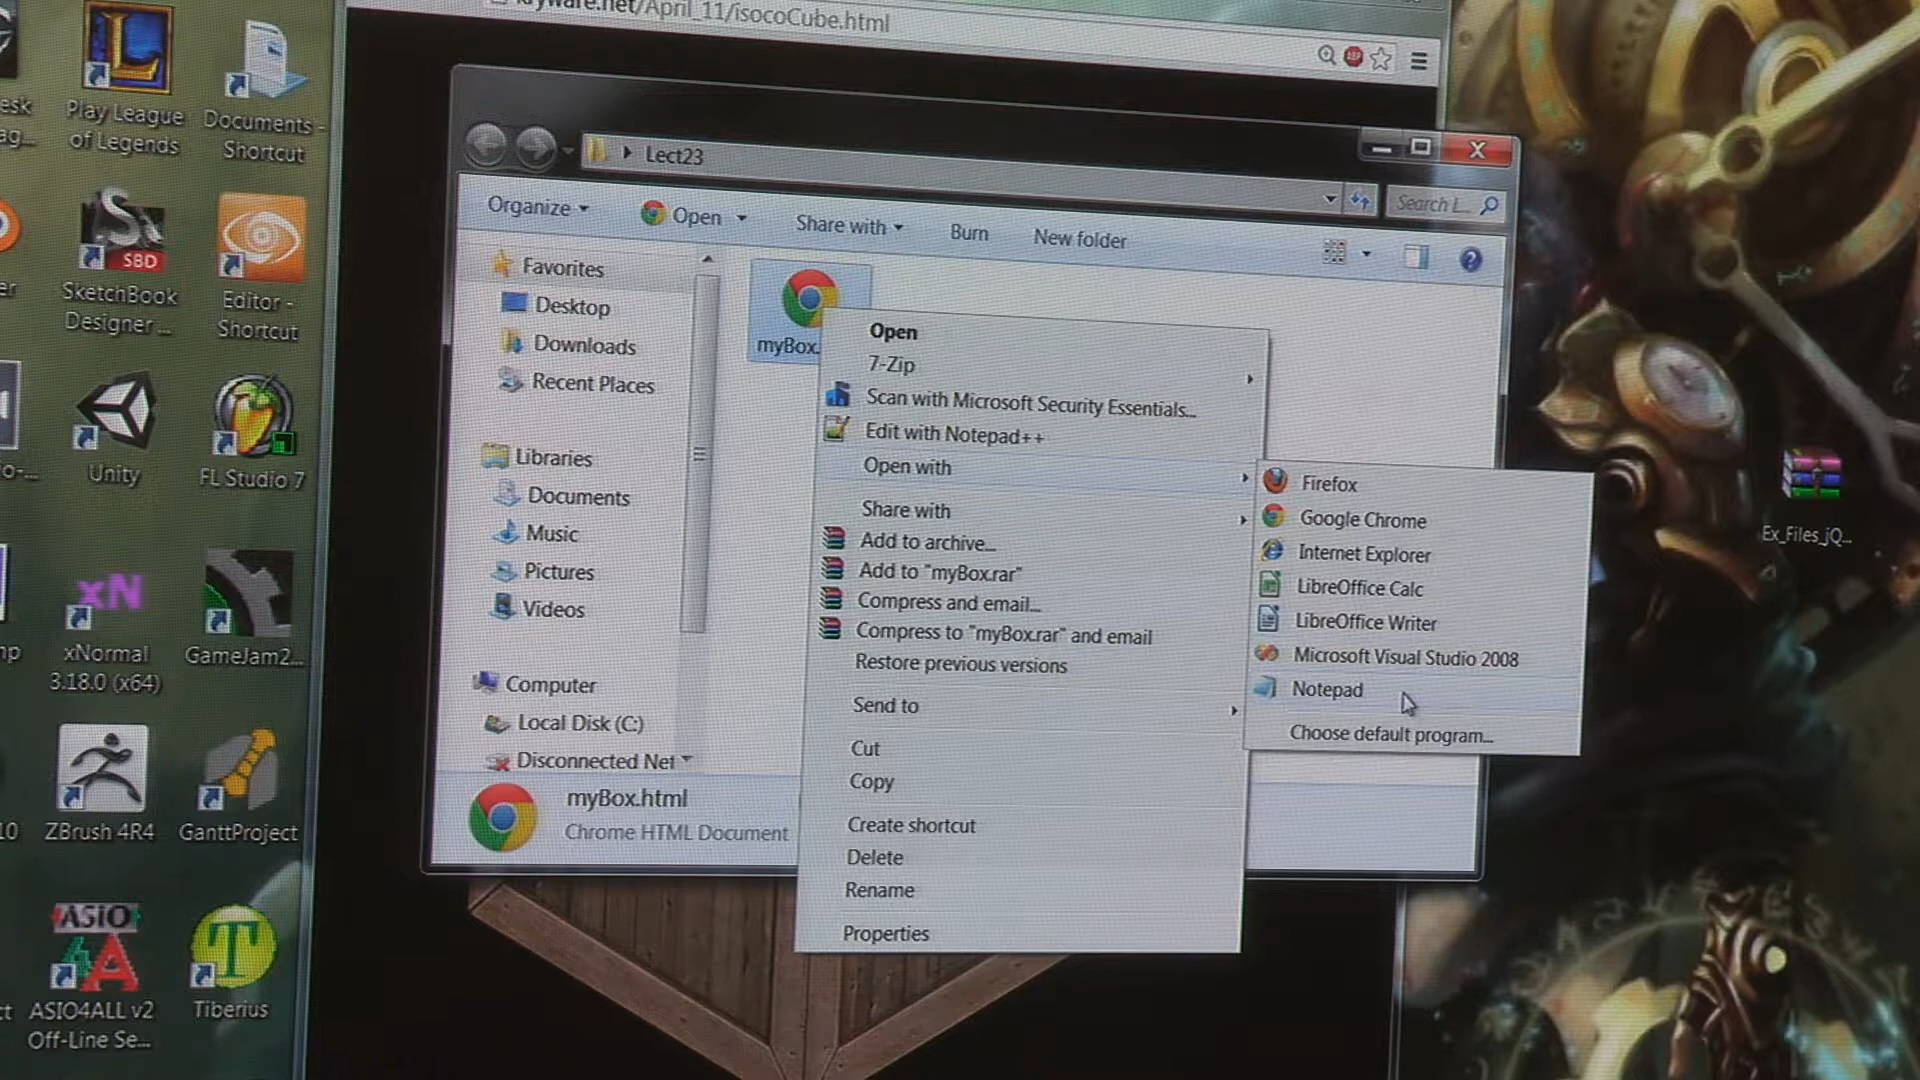 /April_11/isocoCube.html
Play League
of Legends
Documents -
Shortcut
SBD
SketchBook
Designer ...
Editor -
Shortcut
Unity
FL Studio 7
xN
xNormal
3.18.0 (x64)
GameJam2...
ZBrush 4R4
GanttProject
ASiO
ASIO4ALL v2
Off-Line Se...
Tiberius
Lect23
Search L...
Organize
Open
Share with
Burn
New folder
Favorites
Desktop
Downloads
Recent Places
Libraries
Documents
Music
Pictures
Videos
Computer
Local Disk (C:)
Disconnected Net
myBox.
myBox.html
Chrome HTML Document
Open
7-Zip
Scan with Microsoft Security Essentials...
Edit with Notepad++
Open with
Share with
Add to archive...
Add to "myBox.rar"
Compress and email...
Compress to "myBox.rar" and email
Restore previous versions
Send to
Cut
Copy
Create shortcut
Delete
Rename
Properties
Firefox
Google Chrome
Internet Explorer
LibreOffice Calc
LibreOffice Writer
Microsoft Visual Studio 2008
Notepad
Choose default program...
Ex_Files_jQ...